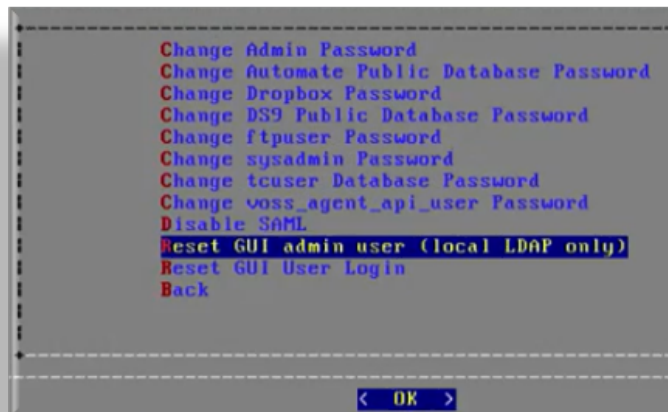 Change Admin Password
Change Automate Public Database Password
Change Dropbox Password
Change DS9 Public Database Password
Change ftpuser Password
Change sysadmin Password
Change tcuser Database Password
Change voss_agent_api_user Password
Disable SAML
Reset GUI admin user (local LDAP only)
Reset GUI User Login
Back
< OK >